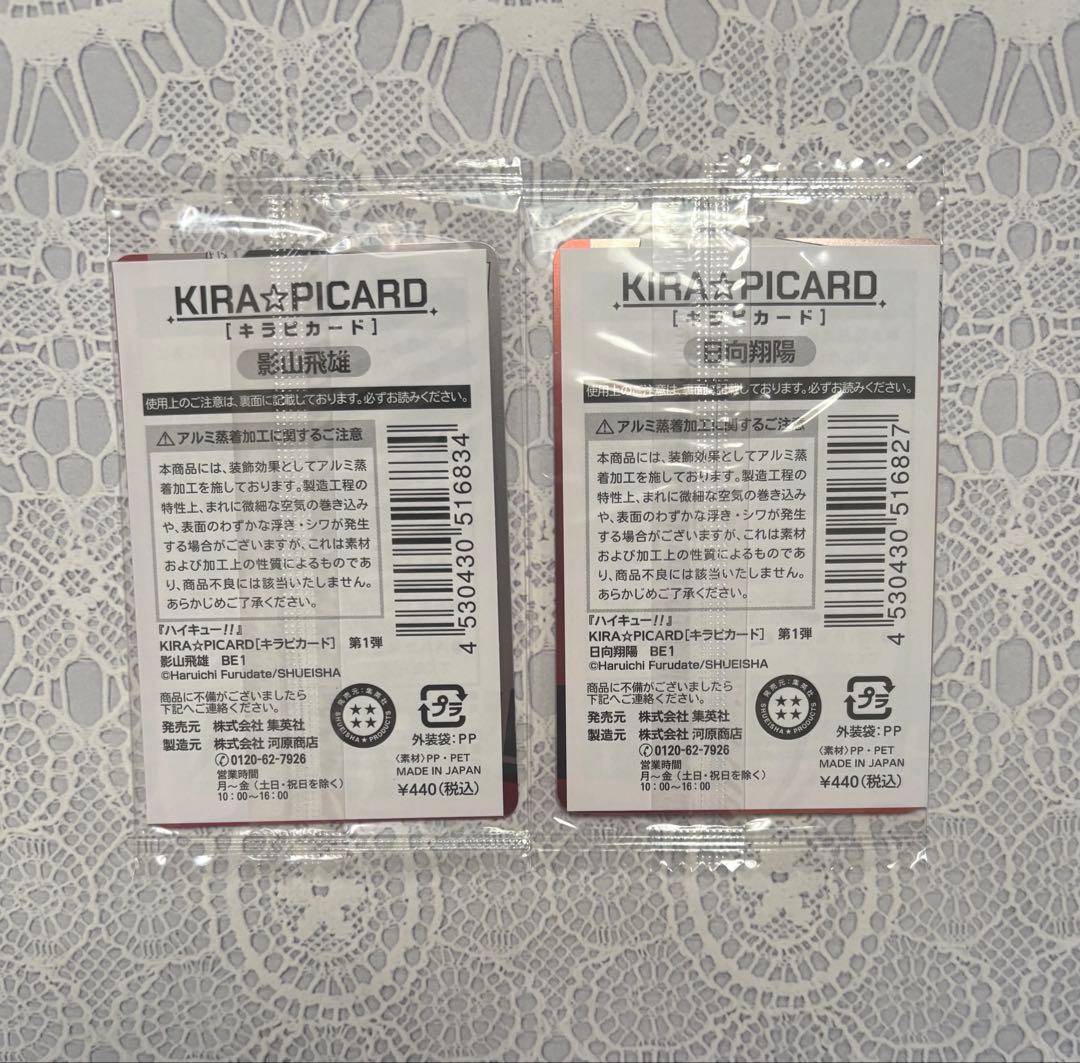 KIRA☆PICARD
[キラピカード]
影山飛雄
使用上のご注意は、裏面に記載しております。必ずお読みください。
⚠アルミ蒸着加工に関するご注意
本商品には、装飾効果としてアルミ蒸
着加工を施しております。製造工程の
特性上、まれに微細な空気の巻き込み
や、表面のわずかな浮き・シワが発生
する場合がございますが、これは素材
および加工上の性質によるものであ
り、商品不良には該当いたしません。
あらかじめご了承ください。
4 530430 516834
『ハイキュー!!』
KIRA☆PICARD[キラピカード] 第1弾
影山飛雄 BE1
©Haruichi Furudate/SHUEISHA
商品に不備がございましたら
下記へご連絡ください。
発売元 株式会社 集英社
製造元 株式会社 河原商店
✆0120-62-7926
営業時間
月〜金(土日・祝日を除く)
10:00〜16:00
発売元:集英社
SHUEISHA★PRODUCTS
プラ
外装袋:PP
〈素材〉PP・PET
MADE IN JAPAN
¥440(税込)
KIRA☆PICARD
[キラピカード]
日向翔陽
使用上のご注意は、裏面に記載しております。必ずお読みください。
⚠アルミ蒸着加工に関するご注意
本商品には、装飾効果としてアルミ蒸
着加工を施しております。製造工程の
特性上、まれに微細な空気の巻き込み
や、表面のわずかな浮き・シワが発生
する場合がございますが、これは素材
および加工上の性質によるものであ
り、商品不良には該当いたしません。
あらかじめご了承ください。
4 530430 516827
『ハイキュー!!』
KIRA☆PICARD[キラピカード] 第1弾
日向翔陽 BE1
©Haruichi Furudate/SHUEISHA
商品に不備がございましたら
下記へご連絡ください。
発売元 株式会社 集英社
製造元 株式会社 河原商店
✆0120-62-7926
営業時間
月〜金(土日・祝日を除く)
10:00〜16:00
発売元:集英社
SHUEISHA★PRODUCTS
プラ
外装袋:PP
〈素材〉PP・PET
MADE IN JAPAN
¥440(税込)